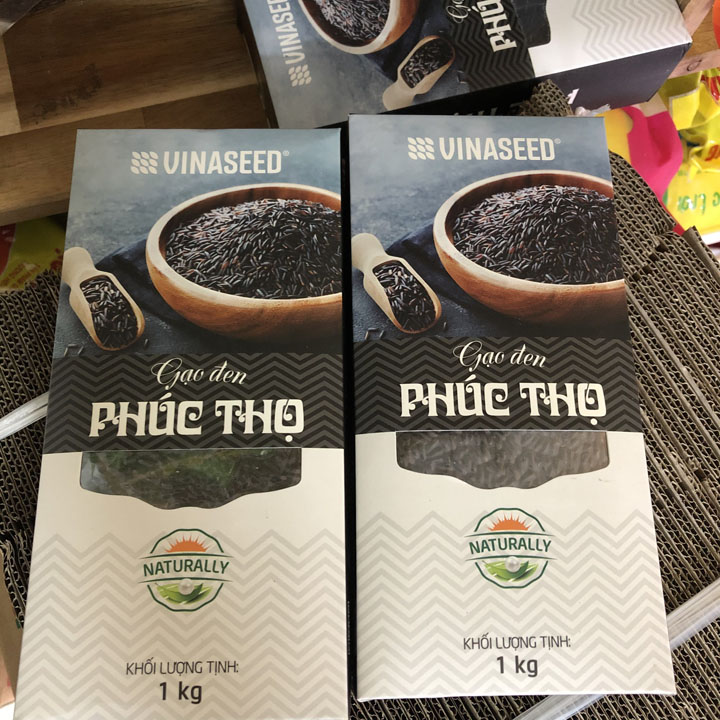 VINASEED
PHÚC
VINASEED®
Gạo đen
PHÚC THỌ
NATURALLY
KHỐI LƯỢNG TỊNH:
1 kg
VINASEED®
Gạo đen
PHÚC THỌ
NATURALLY
KHỐI LƯỢNG TỊNH:
1 kg